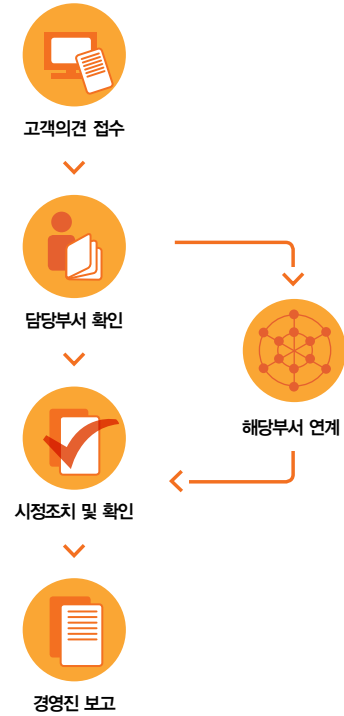 고객의견 접수
담당부서 확인
해당부서 연계
시정조치 및 확인
경영진 보고